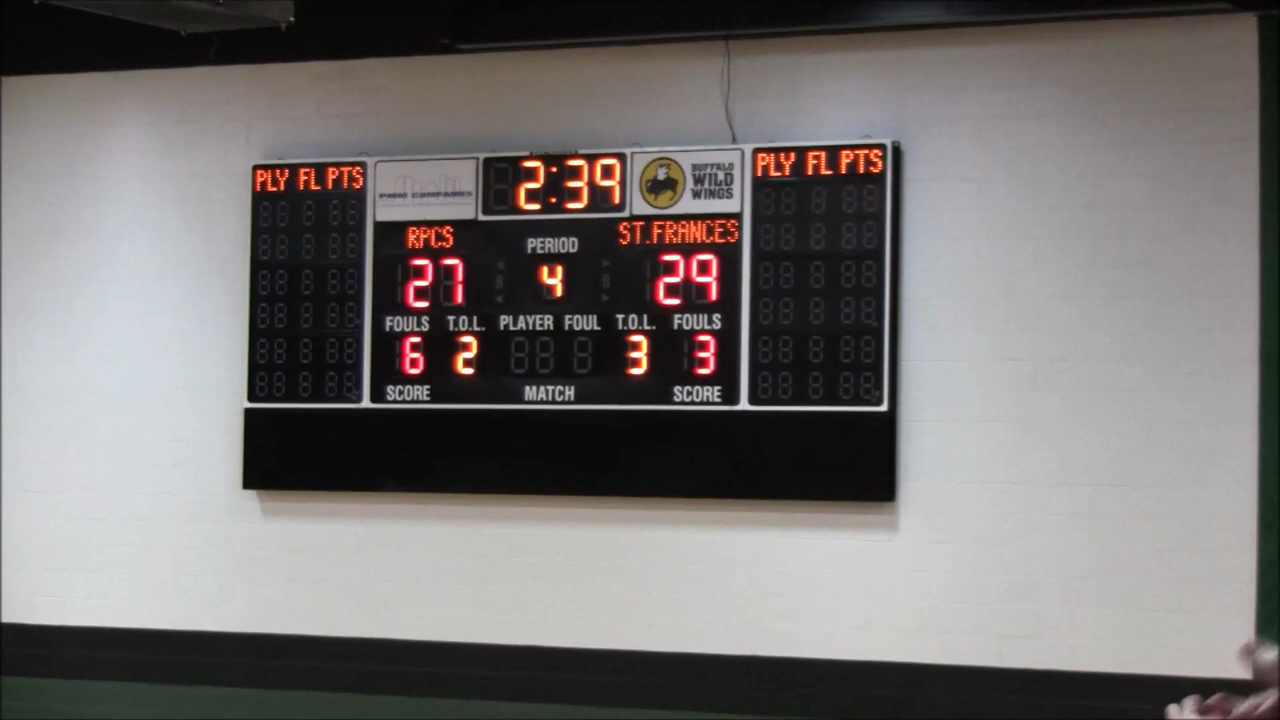 PLY FL PTS
COMPANIES
2:39
BUFFALO
WILD
WINGS
PLY FL PTS
RPCS
PERIOD
ST.FRANCES
27
4
29
FOULS T.O.L. PLAYER FOUL T.O.L. FOULS
6 2 3 3
SCORE MATCH SCORE